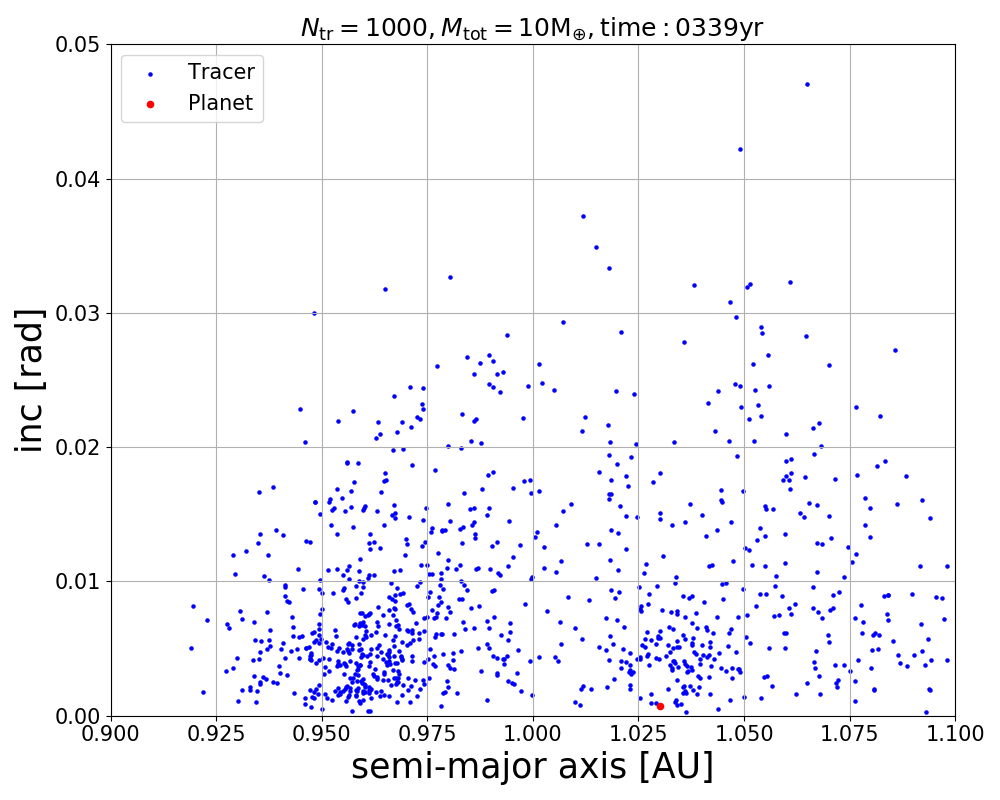 N_tr = 1000, M_tot = 10M_⊕, time : 0339yr
0.05
Tracer
Planet
0.04
0.03
0.02
0.01
0.00
inc [rad]
0.900 0.925 0.950 0.975 1.000 1.025 1.050 1.075 1.100
semi-major axis [AU]